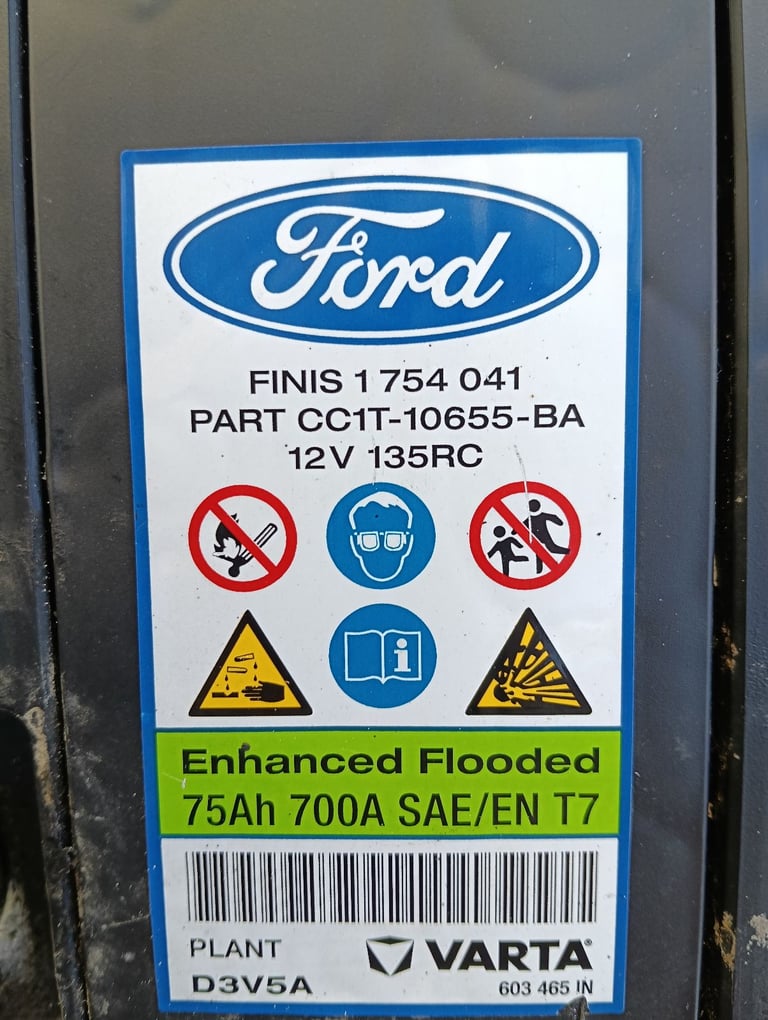 Ford
FINIS 1 754 041
PART CC1T-10655-BA
12V 135RC
i
Enhanced Flooded
75Ah 700A SAE/EN T7
PLANT
VARTA®
D3V5A
603 465 IN